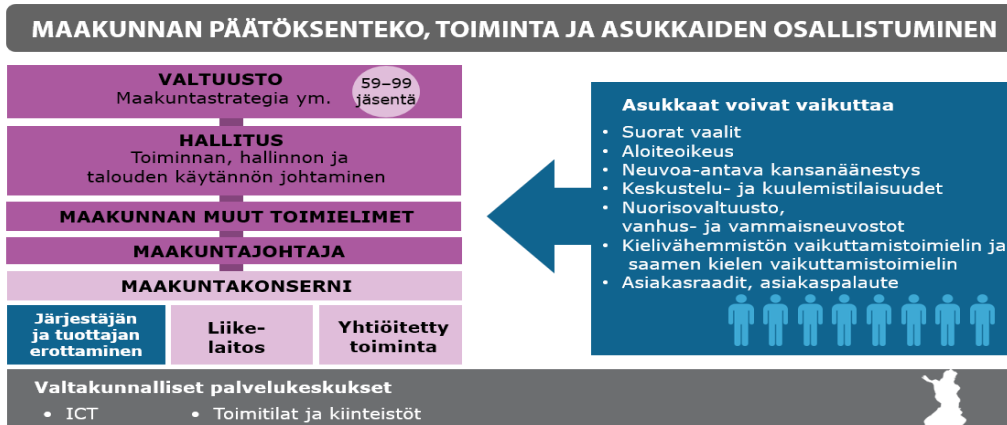 MAAKUNNAN PÄÄTÖKSENTEKO, TOIMINTA JA ASUKKAIDEN OSALLISTUMINEN
VALTUUSTO
Maakuntastrategia ym.
59–99
jäsentä
HALLITUS
Toiminnan, hallinnon ja
talouden käytännön johtaminen
MAAKUNNAN MUUT TOIMIELIMET
MAAKUNTAJOHTAJA
MAAKUNTAKONSERNI
Järjestäjän
ja tuottajan
erottaminen
Liike-
laitos
Yhtiöitetty
toiminta
Asukkaat voivat vaikuttaa
• Suorat vaalit
• Aloiteoikeus
• Neuvoa-antava kansanäänestys
• Keskustelu- ja kuulemistilaisuudet
• Nuorisovaltuusto,
vanhus- ja vammaisneuvostot
• Kielivähemmistön vaikuttamistoimielin ja
saamen kielen vaikuttamistoimielin
• Asiakasraadit, asiakaspalaute
Valtakunnalliset palvelukeskukset
• ICT
• Toimitilat ja kiinteistöt